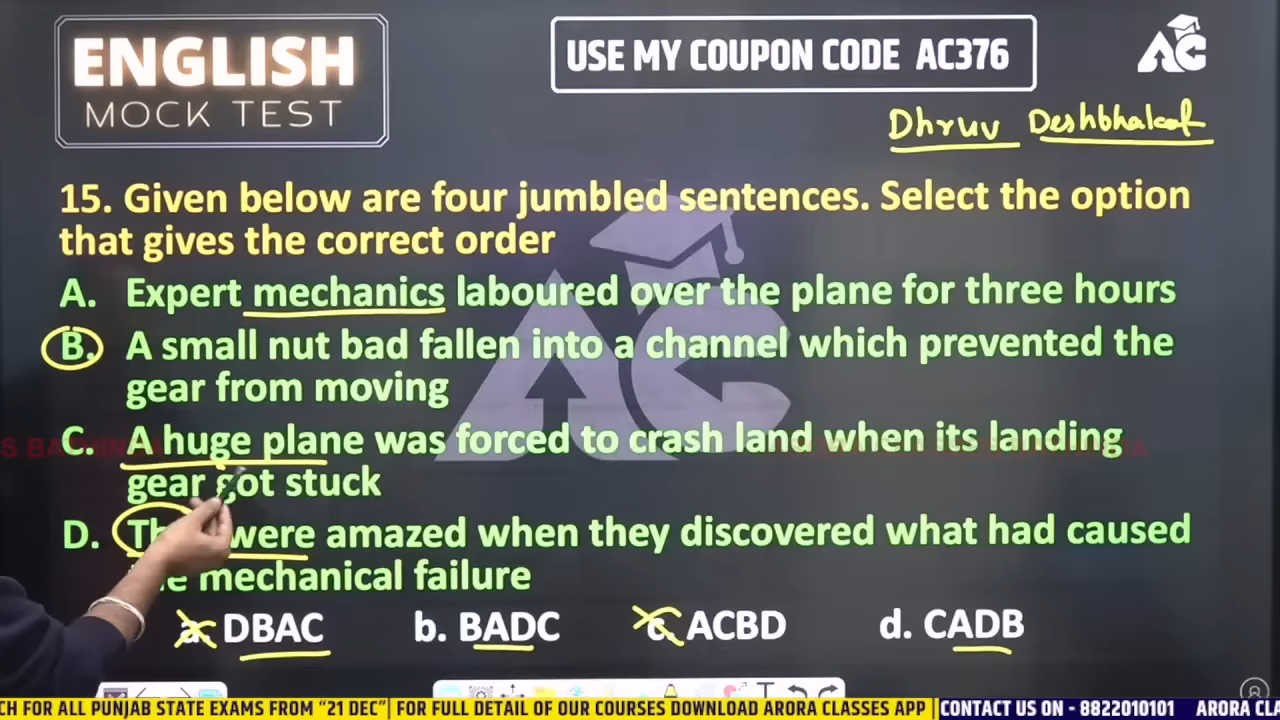 ENGLISH
MOCK TEST
USE MY COUPON CODE AC376
AC
Dhruv Deshbhakat
15. Given below are four jumbled sentences. Select the option
that gives the correct order
A. Expert mechanics laboured over the plane for three hours
B. A small nut bad fallen into a channel which prevented the
gear from moving
C. A huge plane was forced to crash land when its landing
gear got stuck
D. were amazed when they discovered what had caused
mechanical failure
a. DBAC b. BADC c. ACBD d. CADB
CH FOR ALL PUNJAB STATE EXAMS FROM “21 DEC” | FOR FULL DETAIL OF OUR COURSES DOWNLOAD ARORA CLASSES APP | CONTACT US ON - 8822010101 ARORA CLA